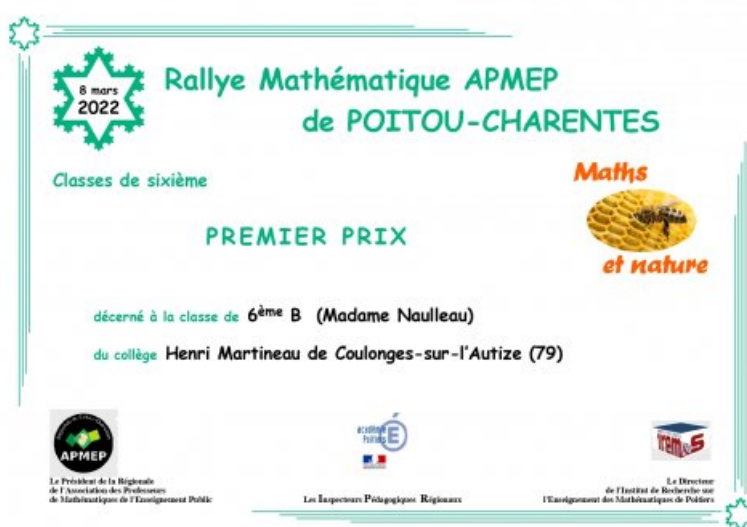 8 mars
2022
Rallye Mathématique APMEP
de POITOU-CHARENTES
Classes de sixième
Maths
et nature
PREMIER PRIX
décerné à la classe de 6ème B (Madame Naulleau)
du collège Henri Martineau de Coulonges-sur-l'Autize (79)
APMEP
académie
Poitiers
Le Président de la Régionale
de l'Association des Professeurs
de Mathématiques de l'Enseignement Public
Les Inspecteurs Pédagogiques Régionaux
Le Directeur
de l'Institut de Recherche sur
l'Enseignement des Mathématiques de Poitiers